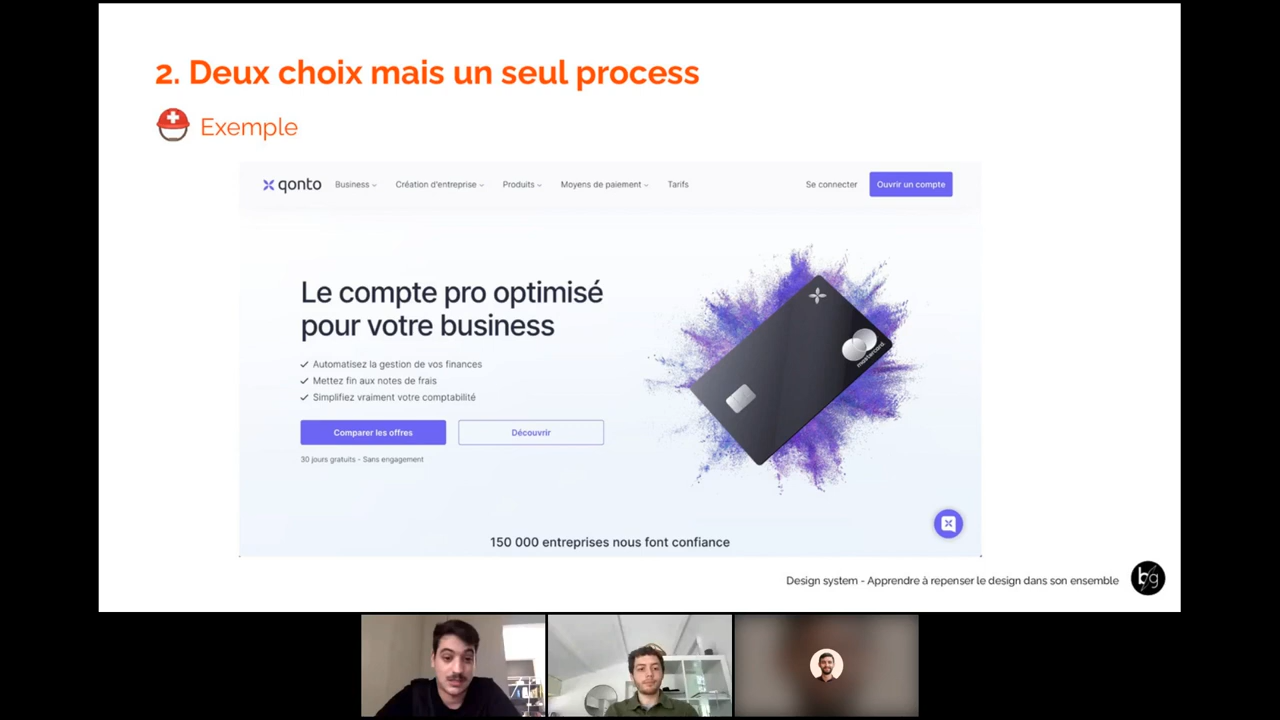 2. Deux choix mais un seul process
Exemple
qonto Business Création d'entreprise Produits Moyens de paiement Tarifs Se connecter Ouvrir un compte
Le compte pro optimisé
pour votre business
Automatisez la gestion de vos finances
Mettez fin aux notes de frais
Simplifiez vraiment votre comptabilité
mastercard
Comparer les offres Découvrir
30 jours gratuits - Sans engagement
150 000 entreprises nous font confiance
Design system - Apprendre à repenser le design dans son ensemble
bg